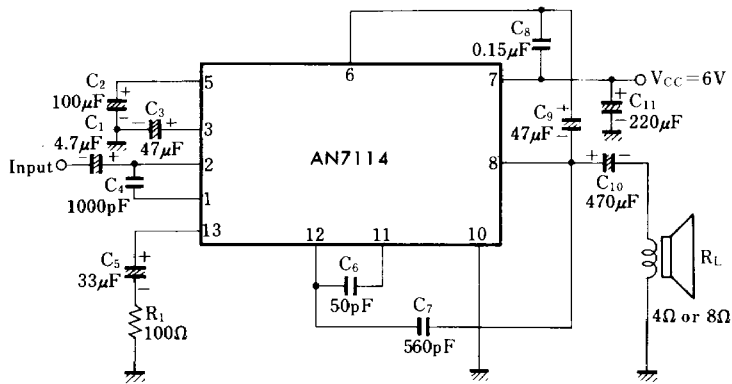 C₈
0.15μF
6
C₂
100μF
+
-
5
7
V_CC=6V
+
C₁₁
-
220μF
C₁
4.7μF
- C₃ +
47μF
3
C₉
47μF
+
-
Input
- +
2
AN7114
8
+ -
C₁₀
470μF
C₄
1000pF
1
13
12
11
10
R_L
4Ω or 8Ω
C₅
33μF
+
-
C₆
50pF
R₁
100Ω
C₇
560pF